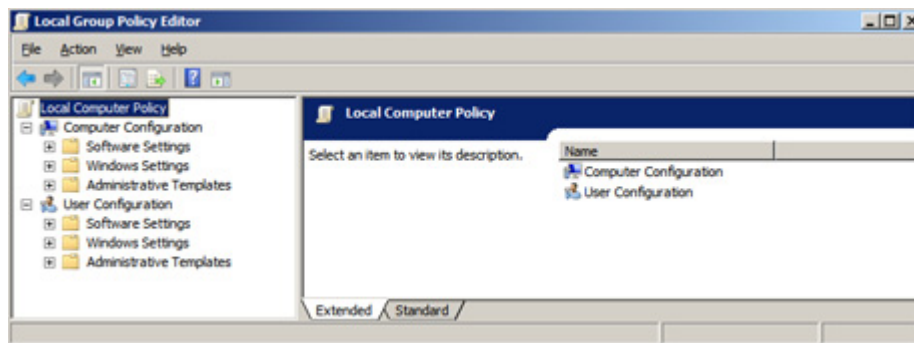 Local Group Policy Editor
File Action View Help
Local Computer Policy
Computer Configuration
Software Settings
Windows Settings
Administrative Templates
User Configuration
Software Settings
Windows Settings
Administrative Templates
Local Computer Policy
Select an item to view its description.
Name
Computer Configuration
User Configuration
Extended Standard